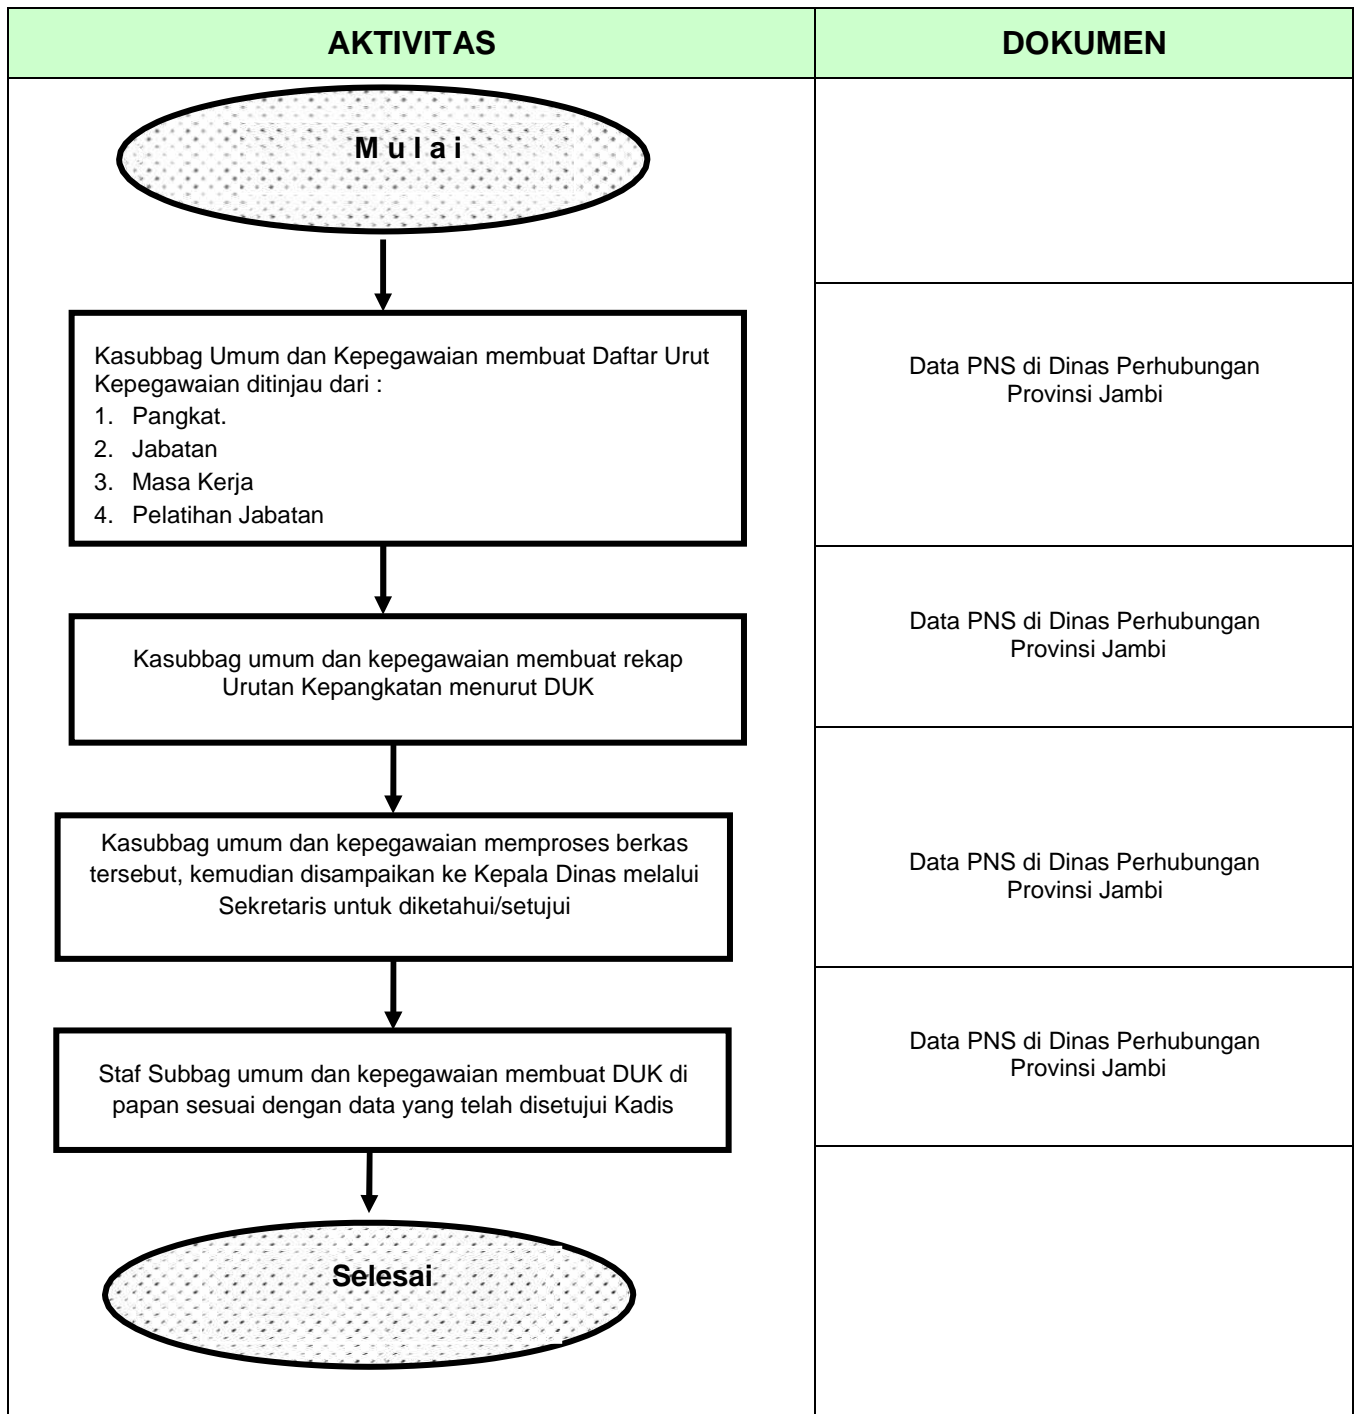 AKTIVITAS
DOKUMEN
M u l a i
Kasubbag Umum dan Kepegawaian membuat Daftar Urut
Kepegawaian ditinjau dari :
1. Pangkat.
2. Jabatan
3. Masa Kerja
4. Pelatihan Jabatan
Data PNS di Dinas Perhubungan
Provinsi Jambi
Kasubbag umum dan kepegawaian membuat rekap
Urutan Kepangkatan menurut DUK
Data PNS di Dinas Perhubungan
Provinsi Jambi
Kasubbag umum dan kepegawaian memproses berkas
tersebut, kemudian disampaikan ke Kepala Dinas melalui
Sekretaris untuk diketahui/setujui
Data PNS di Dinas Perhubungan
Provinsi Jambi
Staf Subbag umum dan kepegawaian membuat DUK di
papan sesuai dengan data yang telah disetujui Kadis
Data PNS di Dinas Perhubungan
Provinsi Jambi
Selesai